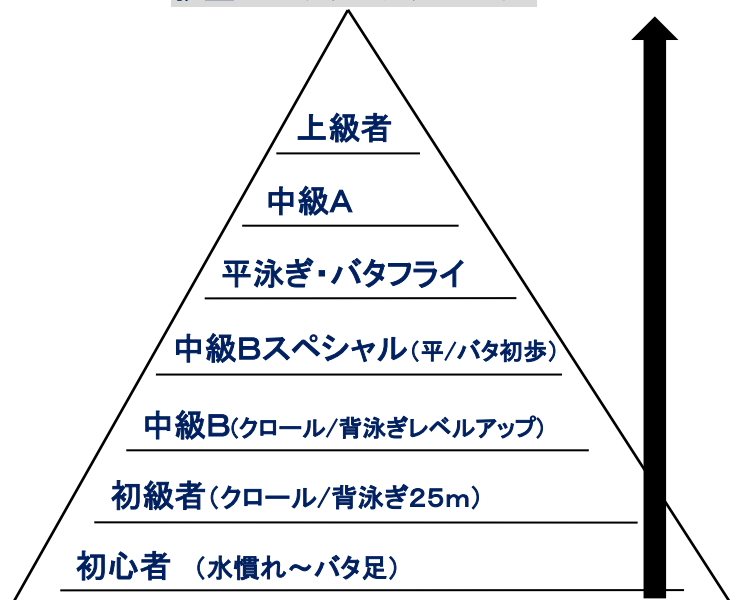 上級者
中級A
平泳ぎ・バタフライ
中級Bスペシャル(平/バタ初歩)
中級B(クロール/背泳ぎレベルアップ)
初級者(クロール/背泳ぎ25m)
初心者 (水慣れ～バタ足)